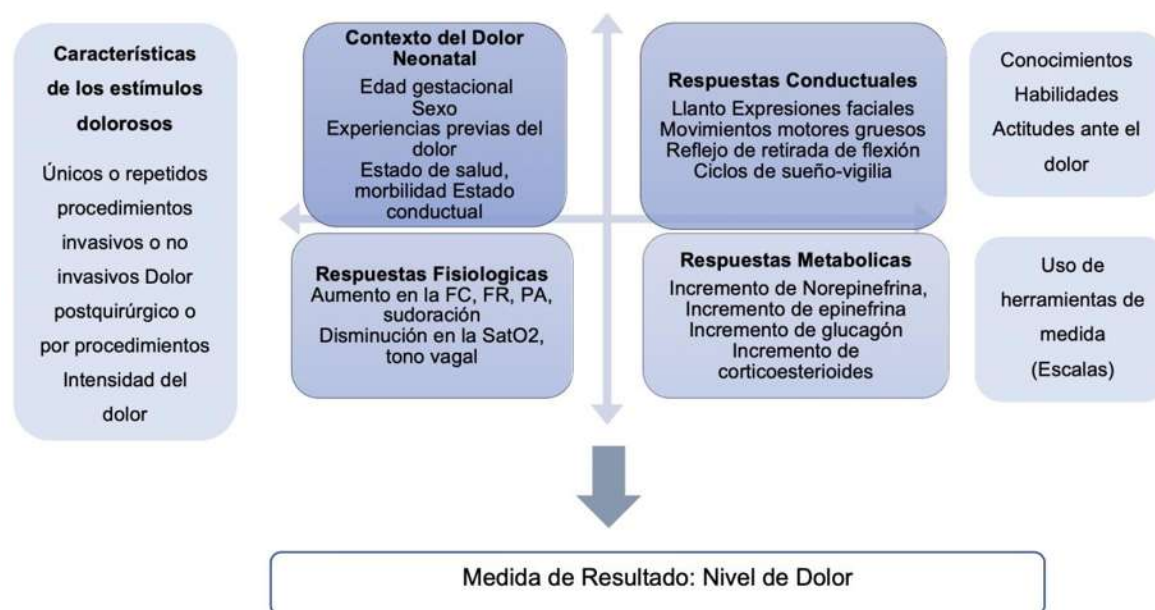 Características
de los estímulos
dolorosos
Únicos o repetidos
procedimientos
invasivos o no
invasivos Dolor
postquirúrgico o
por procedimientos
Intensidad del
dolor
Contexto del Dolor
Neonatal
Edad gestacional
Sexo
Experiencias previas del
dolor
Estado de salud,
morbilidad Estado
conductual
Respuestas Conductuales
Llanto Expresiones faciales
Movimientos motores gruesos
Reflejo de retirada de flexión
Ciclos de sueño-vigilia
Respuestas Fisiologicas
Aumento en la FC, FR, PA,
sudoración
Disminución en la SatO2,
tono vagal
Respuestas Metabolicas
Incremento de Norepinefrina,
Incremento de epinefrina
Incremento de glucagón
Incremento de
corticoesterioides
Conocimientos
Habilidades
Actitudes ante el
dolor
Uso de
herramientas de
medida
(Escalas)
Medida de Resultado: Nivel de Dolor